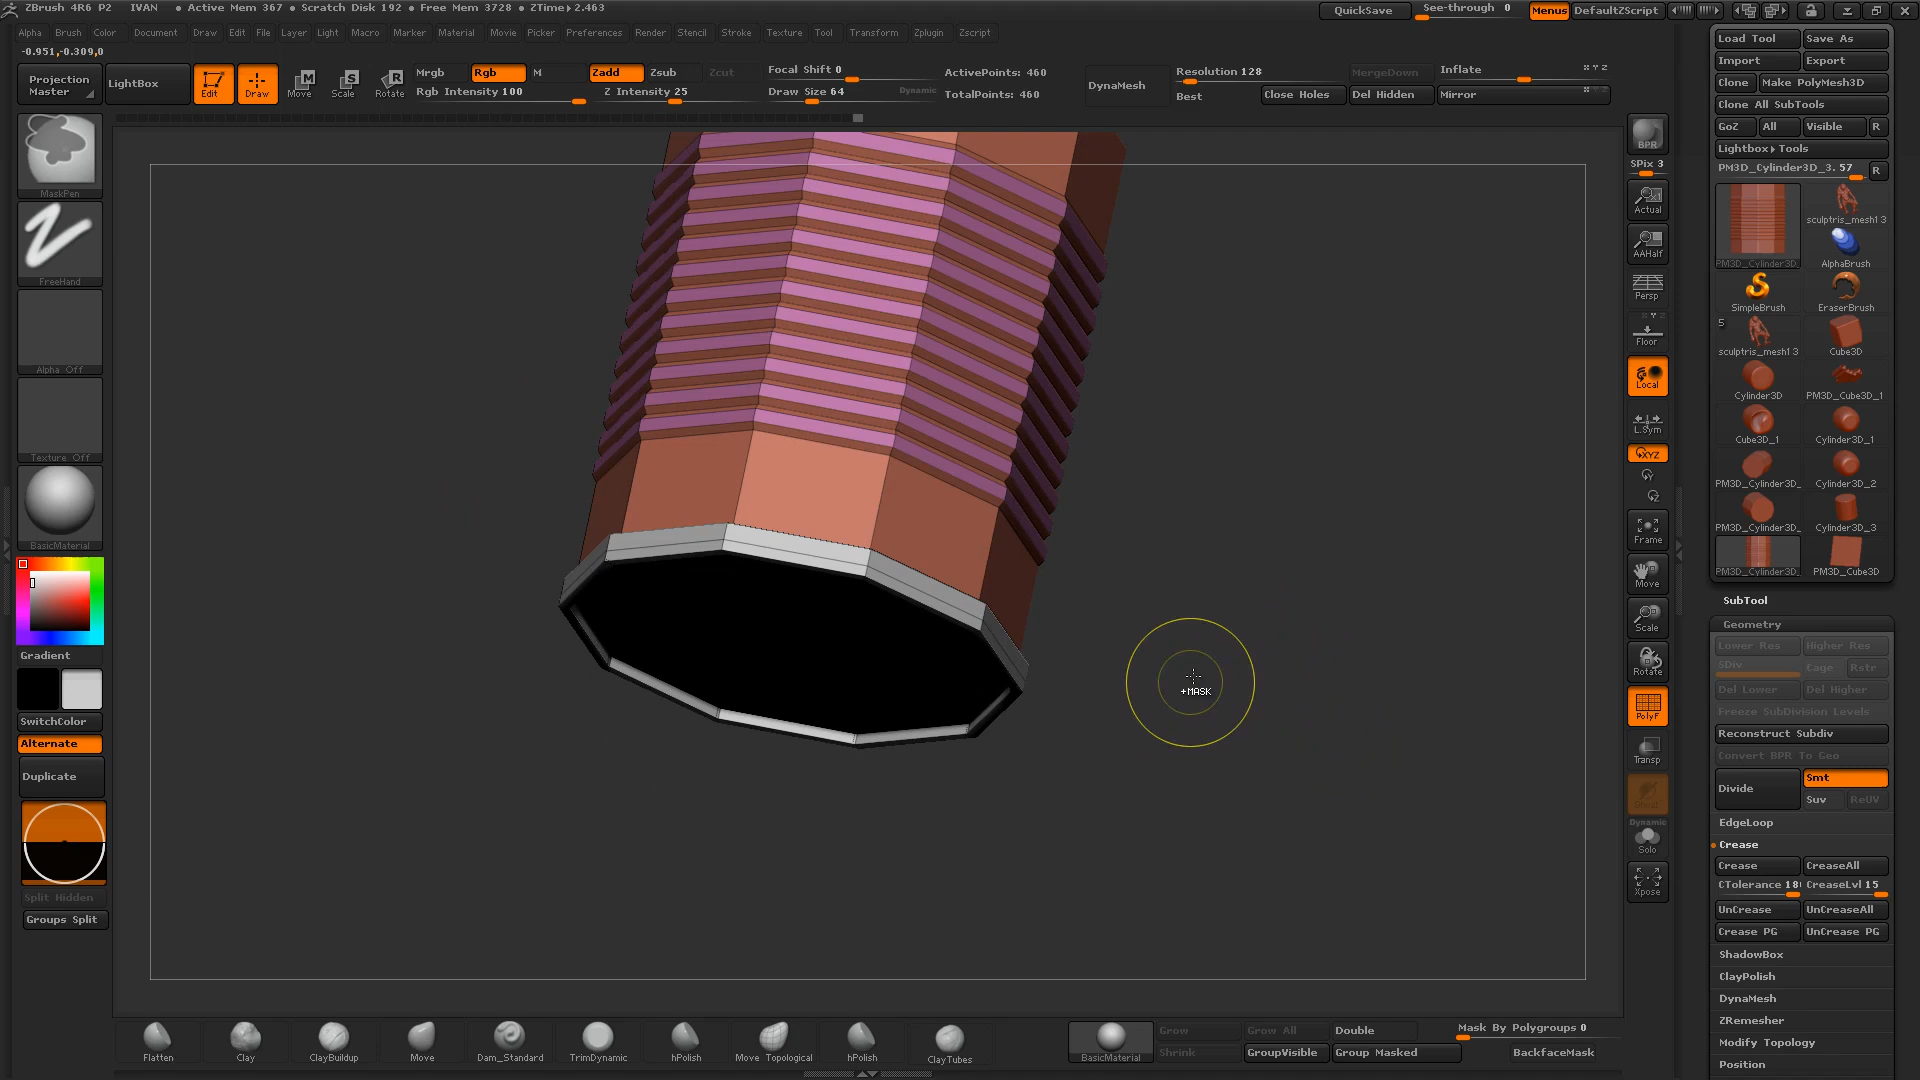 ZBrush 4R6 P2 IVAN • Active Mem 367 • Scratch Disk 192 • Free Mem 3728 • ZTime▸2.463
QuickSave
See-through 0
Menus
DefaultZScript
Alpha Brush Color Document Draw Edit File Layer Light Macro Marker Material Movie Picker Preferences Render Stencil Stroke Texture Tool Transform Zplugin Zscript
-0.951,-0.309,0
Projection
Master
LightBox
Edit
Draw
Move
Scale
Rotate
Mrgb
Rgb
M
Rgb Intensity 100
Zadd
Zsub
Zcut
Z Intensity 25
Focal Shift 0
Draw Size 64
Dynamic
ActivePoints: 460
TotalPoints: 460
DynaMesh
Resolution 128
Best
Close Holes
MergeDown
Del Hidden
Inflate
X Y Z
Mirror
MaskPen
FreeHand
Alpha Off
Texture Off
BasicMaterial
Gradient
SwitchColor
Alternate
Duplicate
Split Hidden
Groups Split
+MASK
BPR
SPix 3
Actual
AAHalf
Persp
Floor
Local
L.Sym
XYZ
Y
Z
Frame
Move
Scale
Rotate
PolyF
Transp
Ghost
Dynamic
Solo
Xpose
Load Tool
Save As
Import
Export
Clone
Make PolyMesh3D
Clone All SubTools
GoZ
All
Visible
R
Lightbox▸Tools
PM3D_Cylinder3D_3. 57
R
PM3D_Cylinder3D_
sculptris_mesh13
AlphaBrush
SimpleBrush
EraserBrush
5
sculptris_mesh13
Cube3D
Cylinder3D
PM3D_Cube3D_1
Cube3D_1
Cylinder3D_1
PM3D_Cylinder3D_
Cylinder3D_2
PM3D_Cylinder3D_
Cylinder3D_3
PM3D_Cylinder3D_
PM3D_Cube3D
SubTool
Geometry
Lower Res
Higher Res
SDiv
Cage
Rstr
Del Lower
Del Higher
Freeze SubDivision Levels
Reconstruct Subdiv
Convert BPR To Geo
Divide
Smt
Suv
ReUV
EdgeLoop
Crease
Crease
CreaseAll
CTolerance 18
CreaseLvl 15
UnCrease
UnCreaseAll
Crease PG
UnCrease PG
ShadowBox
ClayPolish
DynaMesh
ZRemesher
Modify Topology
Position
Flatten
Clay
ClayBuildup
Move
Dam_Standard
TrimDynamic
hPolish
Move Topological
hPolish
ClayTubes
BasicMaterial
Grow
Grow All
Double
Mask By Polygroups 0
Shrink
GroupVisible
Group Masked
BackfaceMask